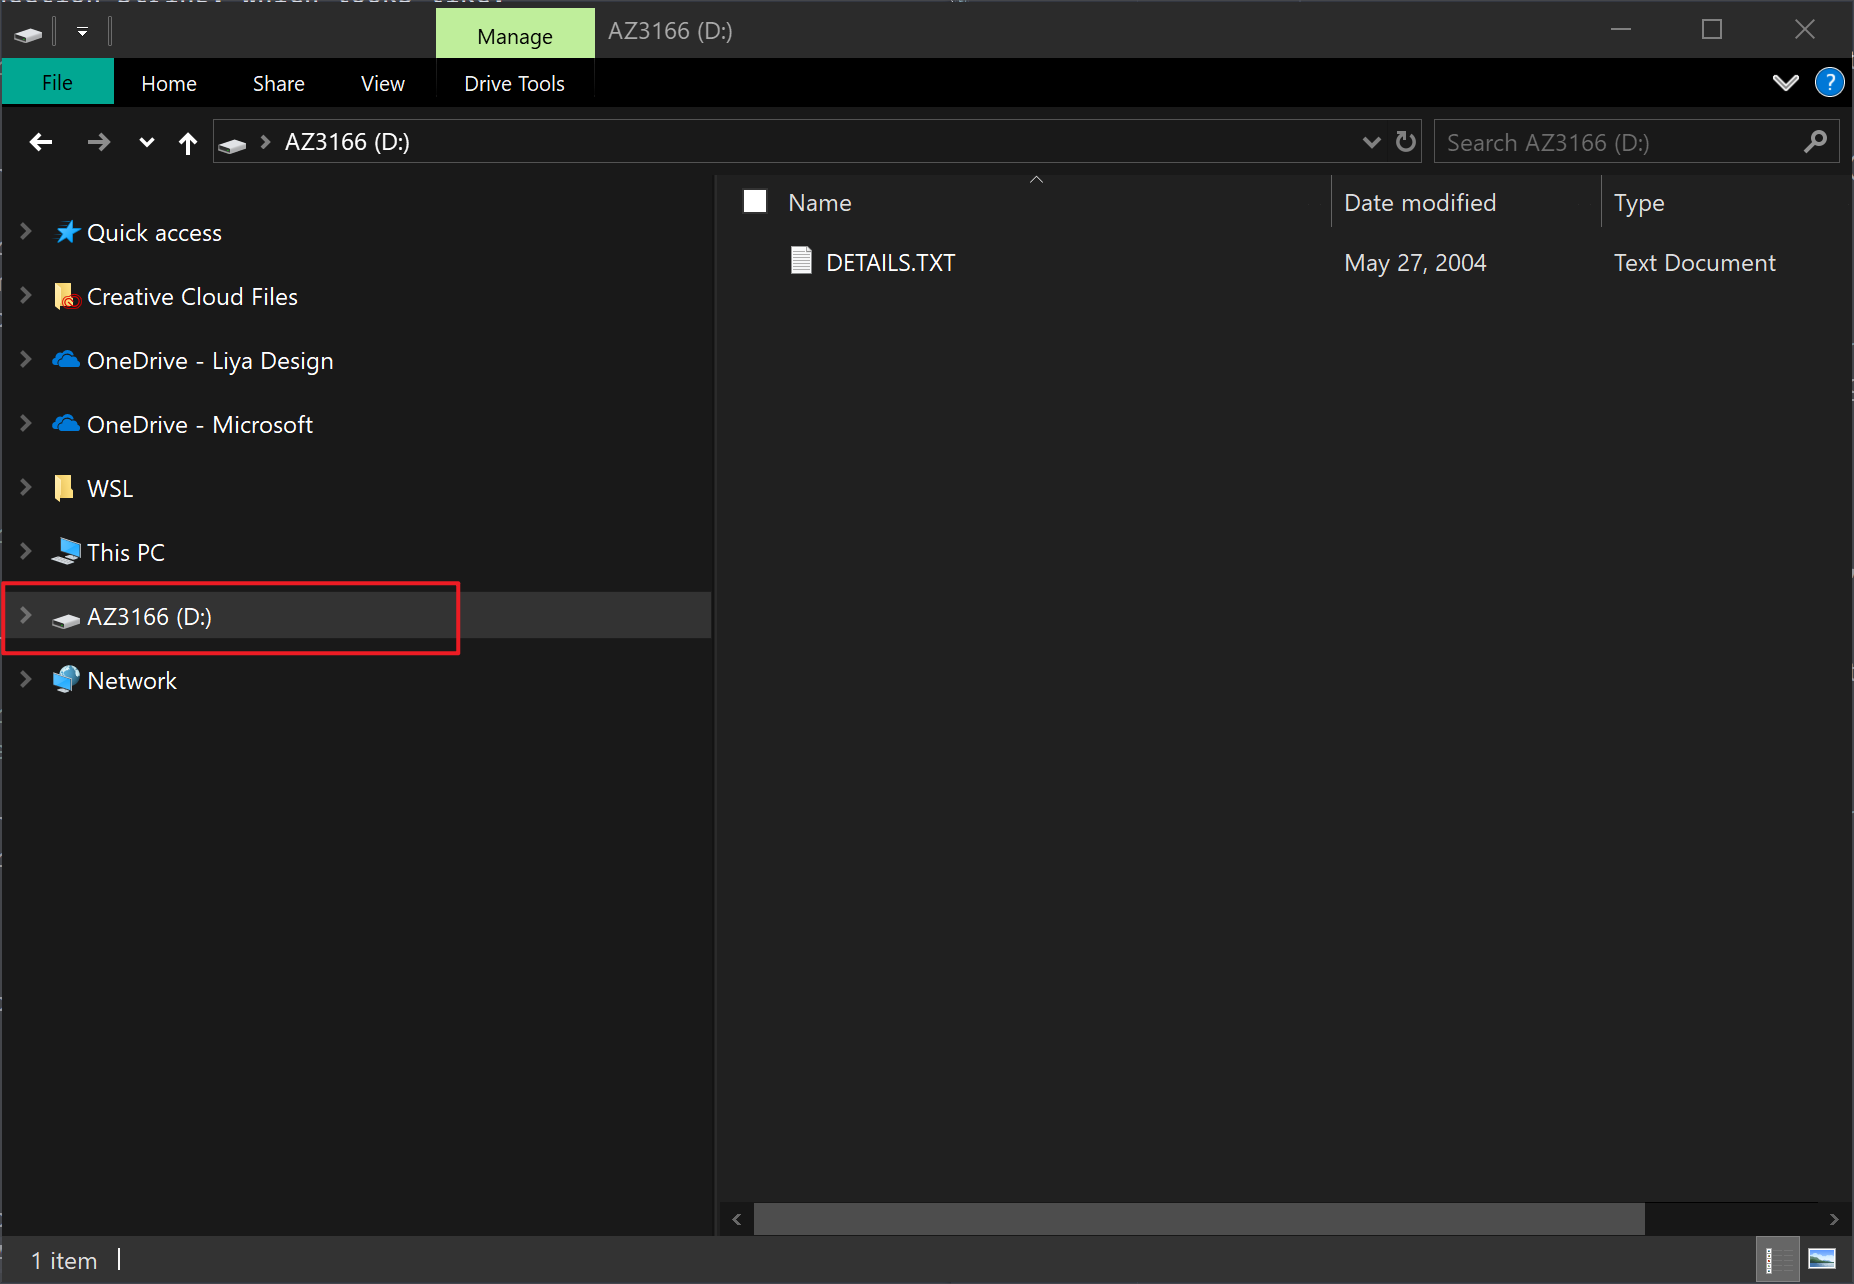 Manage
AZ3166 (D:)
File
Home
Share
View
Drive Tools
?
AZ3166 (D:)
Search AZ3166 (D:)
Name
Date modified
Type
DETAILS.TXT
May 27, 2004
Text Document
Quick access
Creative Cloud Files
OneDrive - Liya Design
OneDrive - Microsoft
WSL
This PC
AZ3166 (D:)
Network
1 item